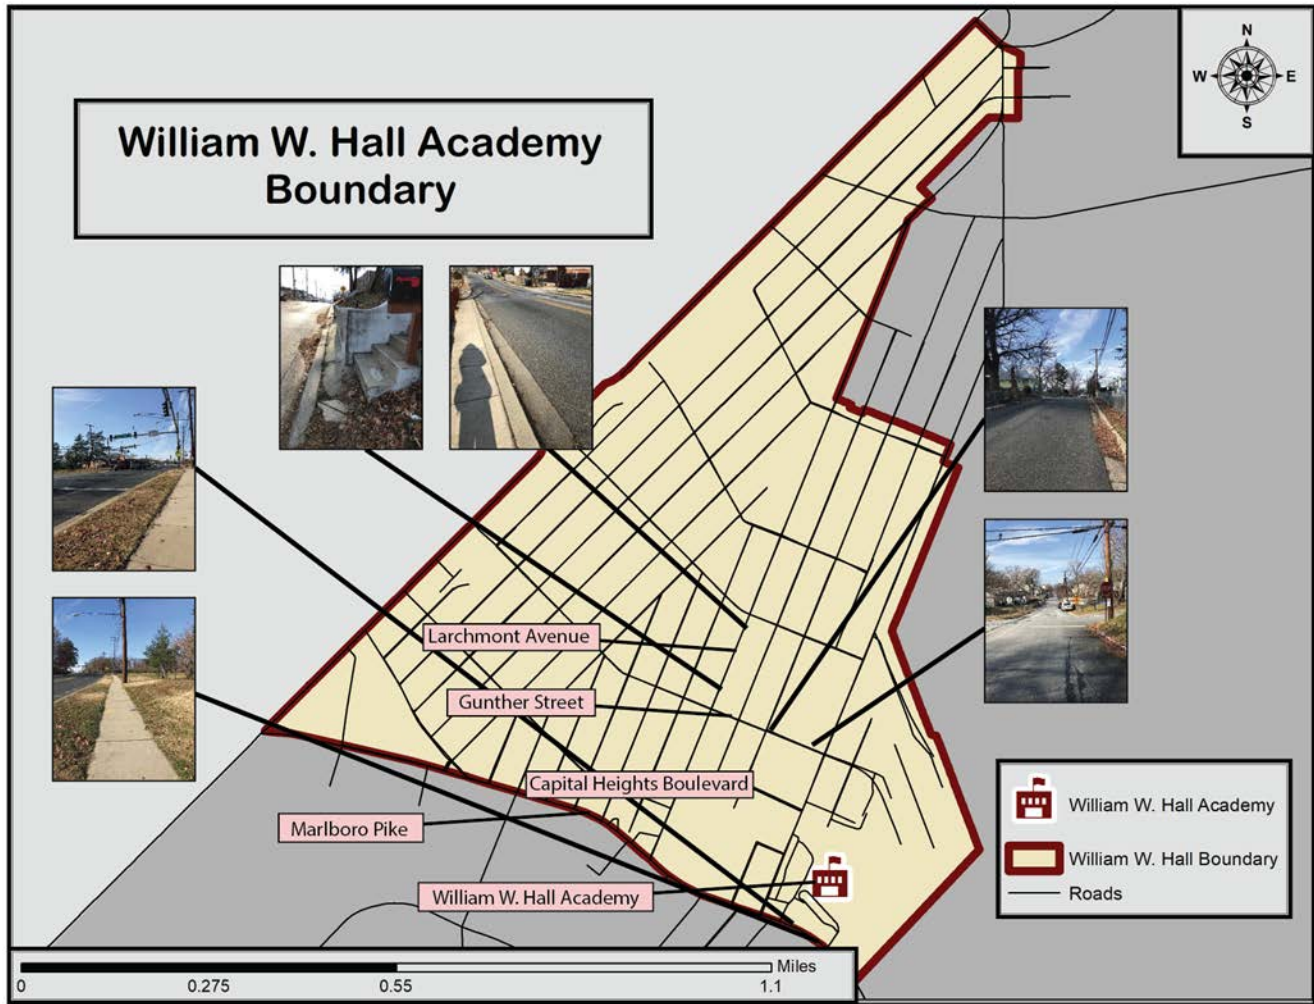 William W. Hall Academy
Boundary
N
W E
S
Larchmont Avenue
Gunther Street
Capital Heights Boulevard
Marlboro Pike
William W. Hall Academy
William W. Hall Academy
William W. Hall Boundary
Roads
Miles
0 0.275 0.55 1.1